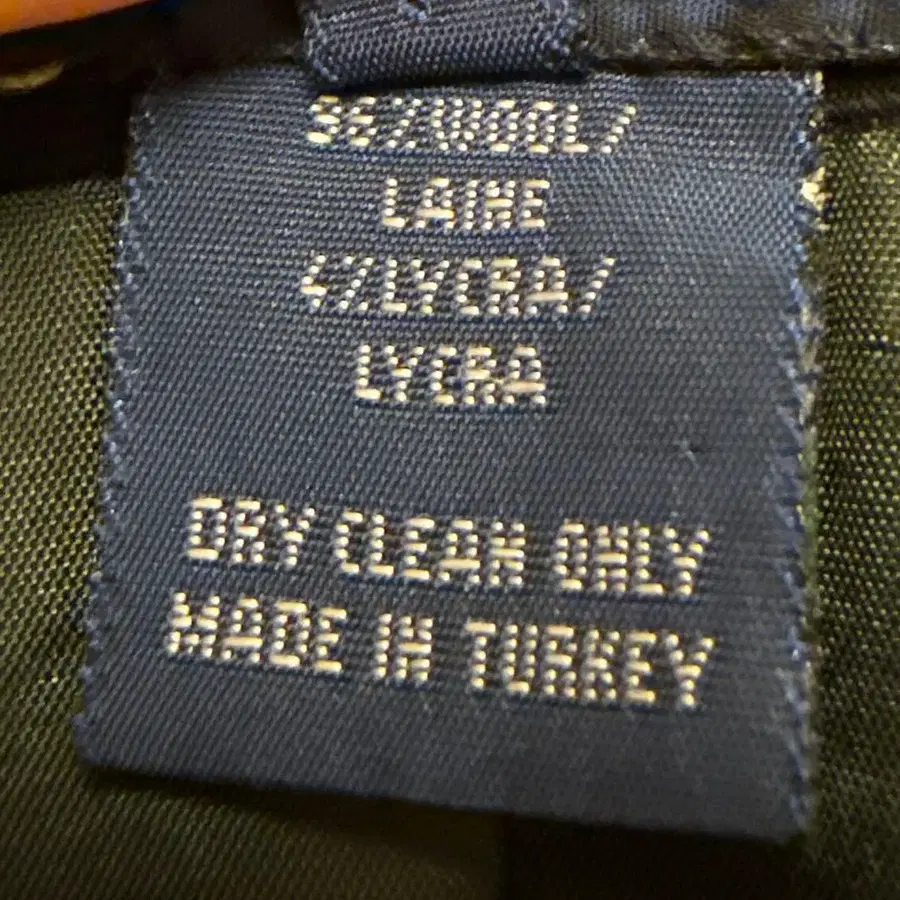 96%WOOL/
LAINE
4%LYCRA/
LYCRA
DRY CLEAN ONLY
MADE IN TURKEY